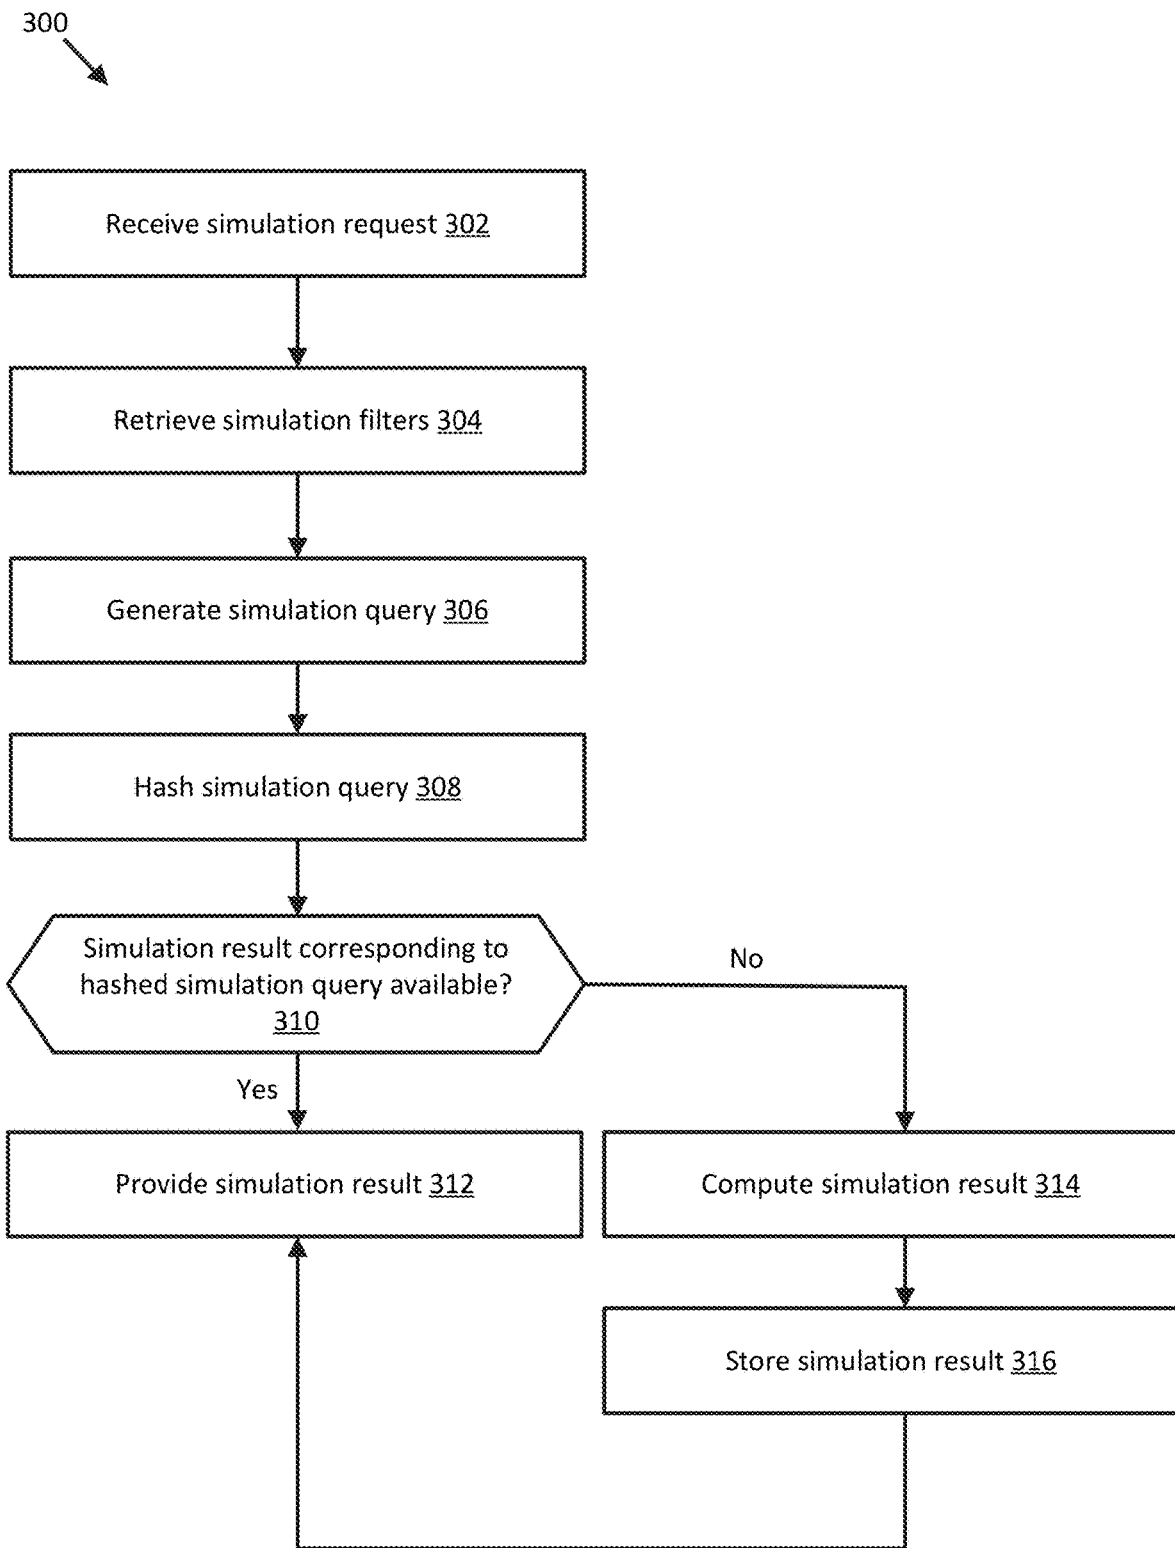 300
Receive simulation request 302
Retrieve simulation filters 304
Generate simulation query 306
Hash simulation query 308
Simulation result corresponding to
hashed simulation query available?
310
No
Yes
Provide simulation result 312
Compute simulation result 314
Store simulation result 316